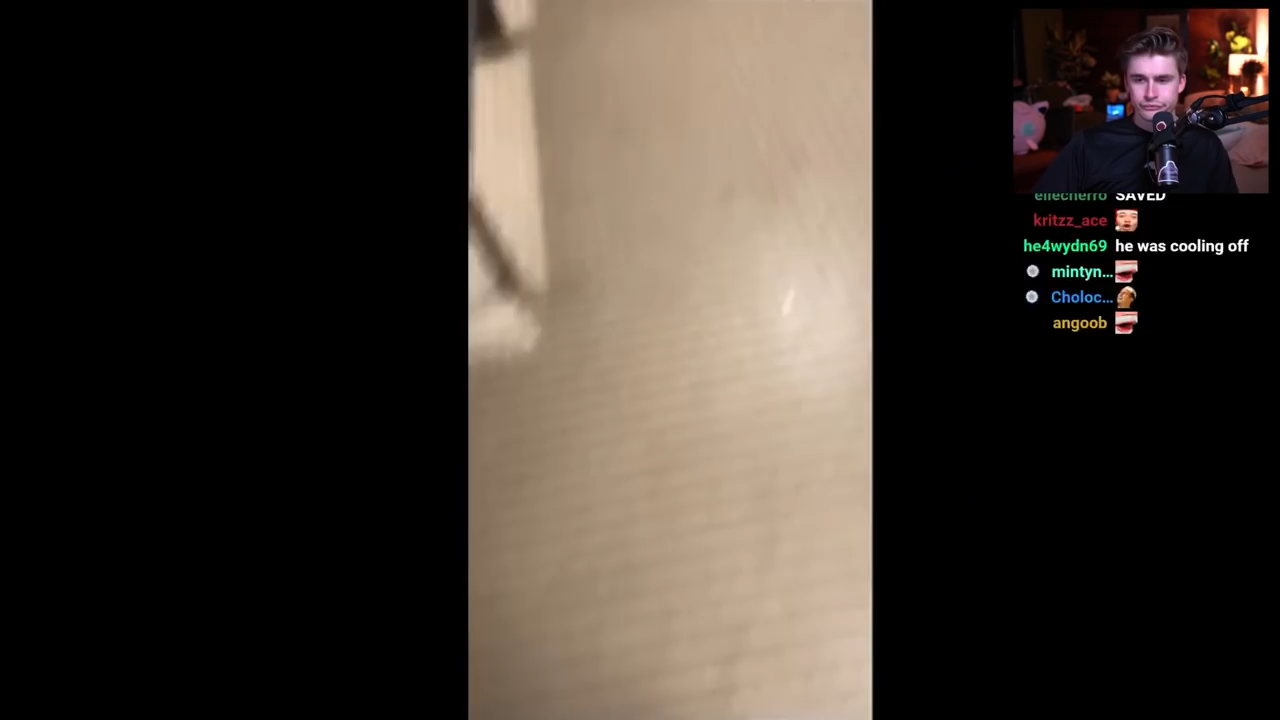 SAVED
kritzz_ace
he4wydn69 he was cooling off
mintyn...
Choloc...
angoob